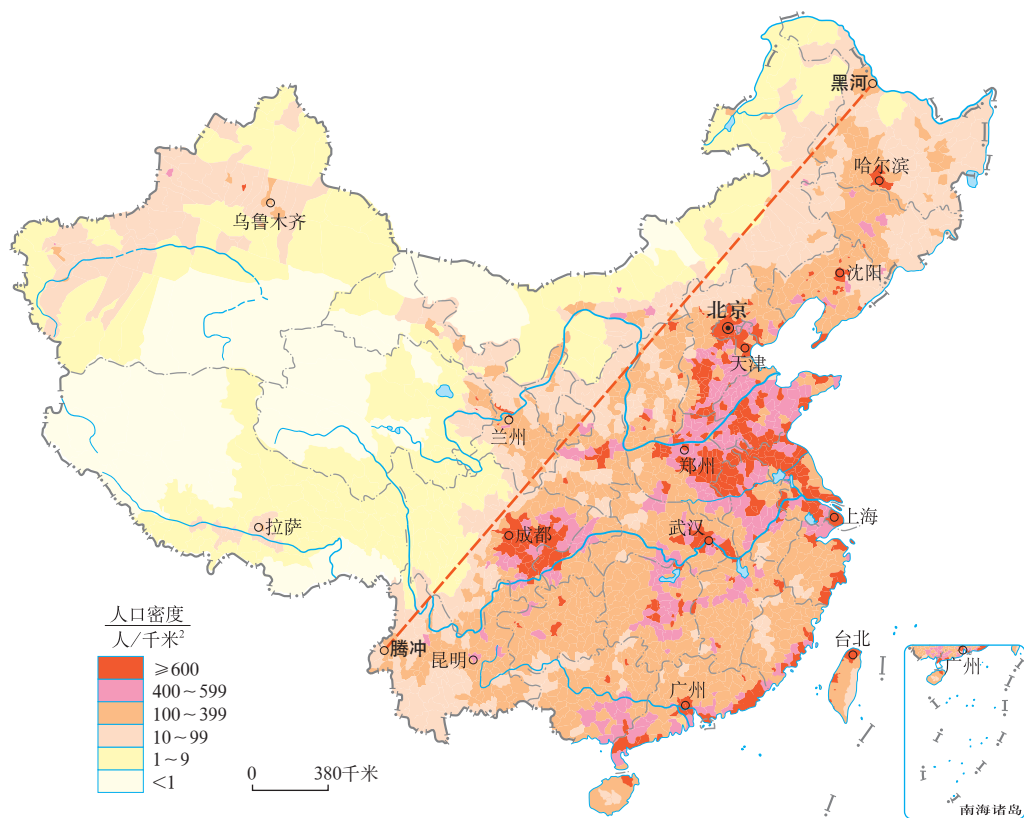 黑河
哈尔滨
乌鲁木齐
沈阳
北京
天津
兰州
郑州
拉萨
成都
武汉
上海
人口密度
人/千米²
腾冲
昆明
台北
广州
广州
≥600
400～599
100～399
10～99
1～9
<1
0 380千米
南海诸岛